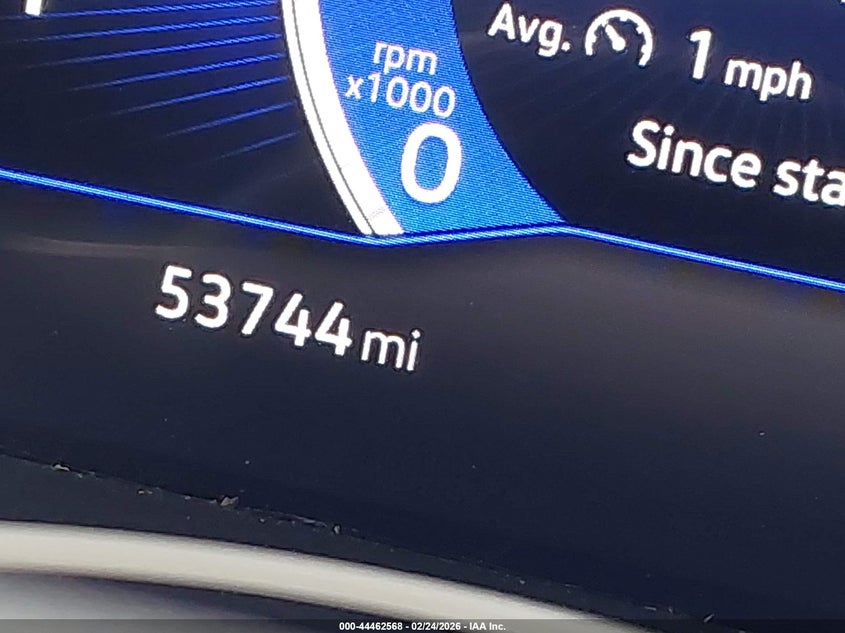 Avg. 1 mph
rpm
x1000
0
Since sta
53744 mi
000-44462568 - 02/24/2026 - IAA Inc.